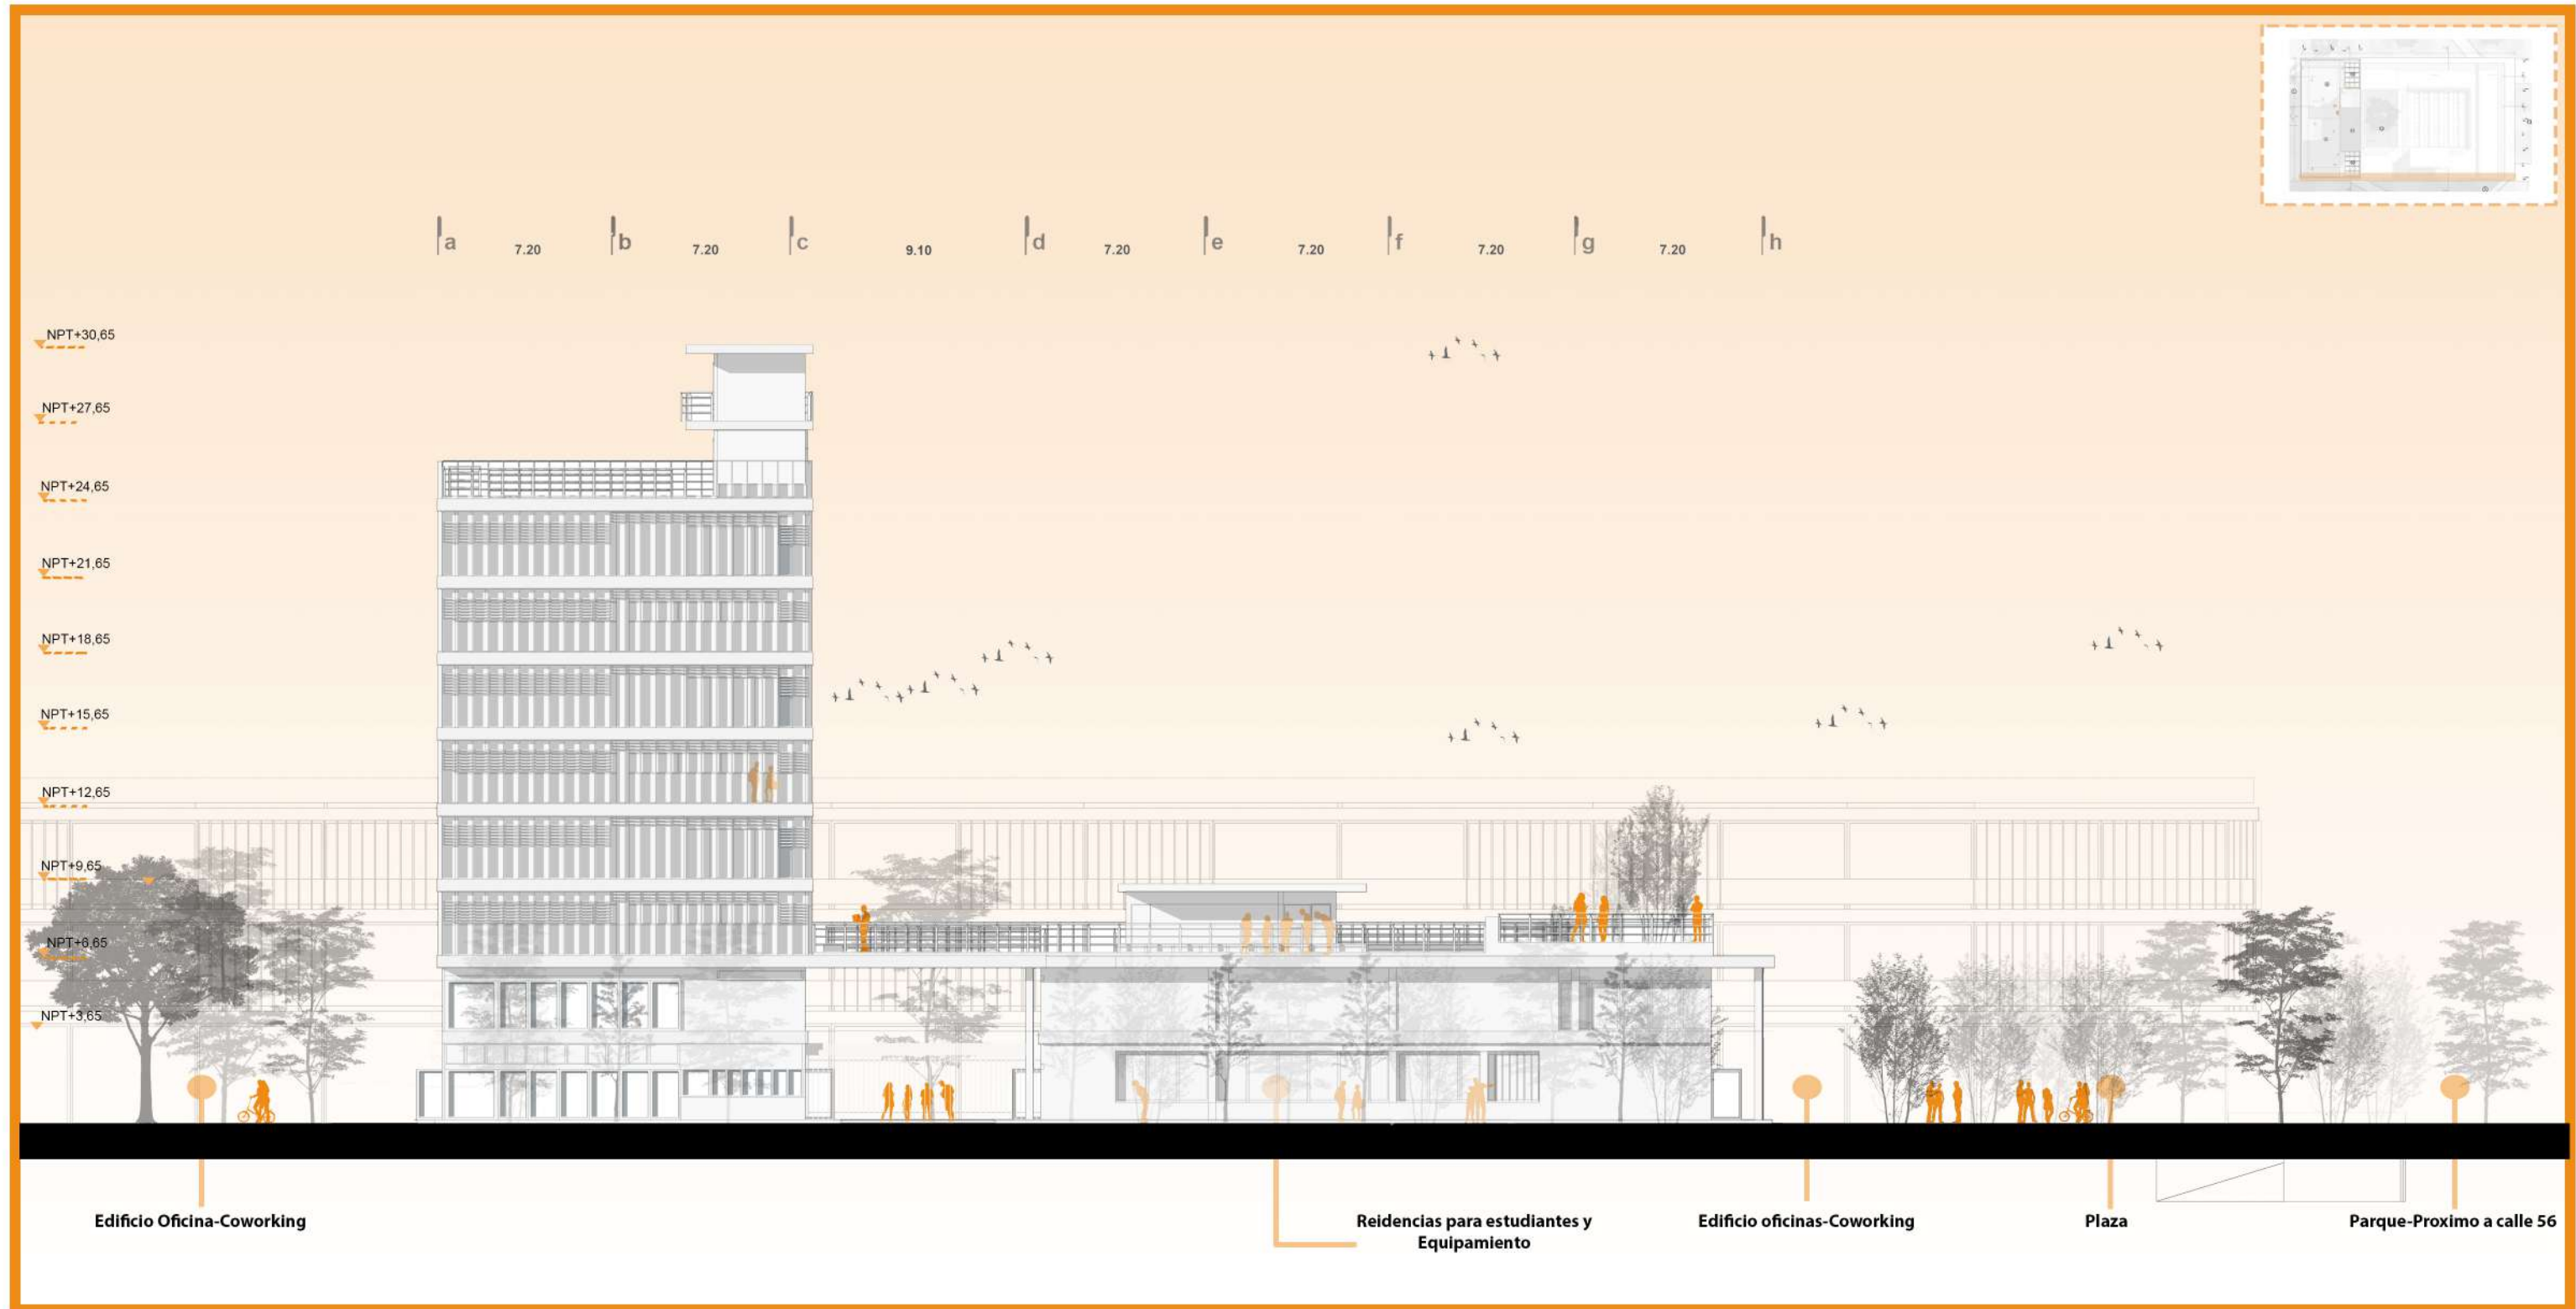 a
7.20
b
7.20
c
9.10
d
7.20
e
7.20
f
7.20
g
7.20
h
NPT+30,65
NPT+27,65
NPT+24,65
NPT+21,65
NPT+18,65
NPT+15,65
NPT+12,65
NPT+9,65
NPT+6,65
NPT+3,65
Edificio Oficina-Coworking
Reidencias para estudiantes y
Equipamiento
Edificio oficinas-Coworking
Plaza
Parque-Proximo a calle 56